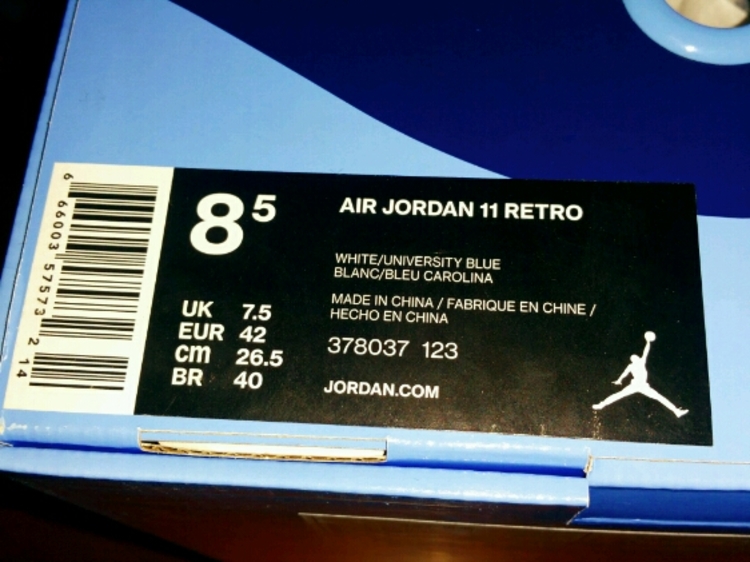 6 66003 57573 2 14
8 5
AIR JORDAN 11 RETRO
WHITE/UNIVERSITY BLUE
BLANC/BLEU CAROLINA
MADE IN CHINA / FABRIQUE EN CHINE /
HECHO EN CHINA
378037 123
JORDAN.COM
UK 7.5
EUR 42
cm 26.5
BR 40